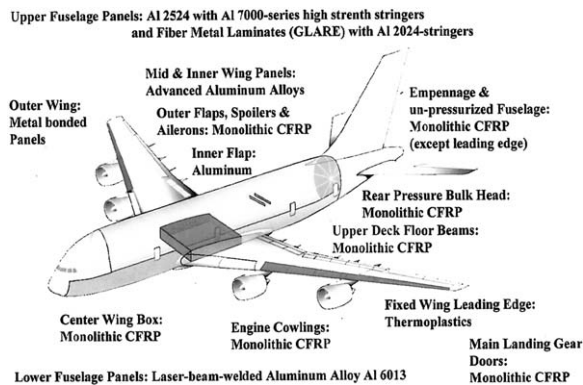 Upper Fuselage Panels: Al 2524 with Al 7000-series high strenth stringers
and Fiber Metal Laminates (GLARE) with Al 2024-stringers
Mid & Inner Wing Panels:
Advanced Aluminum Alloys
Outer Wing:
Metal bonded
Panels
Outer Flaps, Spoilers &
Ailerons: Monolithic CFRP
Inner Flap:
Aluminum
Empennage &
un-pressurized Fuselage:
Monolithic CFRP
(except leading edge)
Rear Pressure Bulk Head:
Monolithic CFRP
Upper Deck Floor Beams:
Monolithic CFRP
Center Wing Box:
Monolithic CFRP
Engine Cowlings:
Monolithic CFRP
Fixed Wing Leading Edge:
Thermoplastics
Main Landing Gear
Doors:
Monolithic CFRP
Lower Fuselage Panels: Laser-beam-welded Aluminum Alloy Al 6013